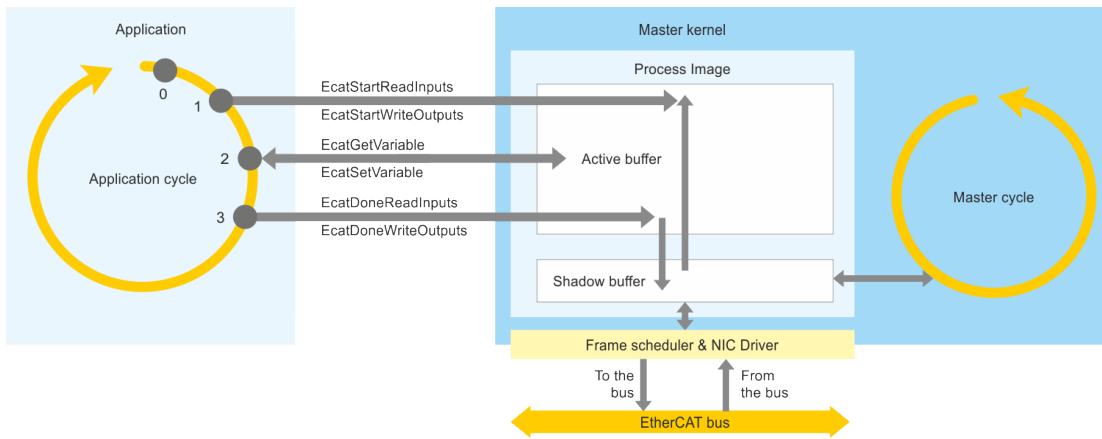 Application
Master kernel
Process Image
0
1
EcatStartReadInputs
EcatStartWriteOutputs
2
EcatGetVariable
EcatSetVariable
Active buffer
Application cycle
Master cycle
3
EcatDoneReadInputs
EcatDoneWriteOutputs
Shadow buffer
Frame scheduler & NIC Driver
To the
bus
From
the bus
EtherCAT bus